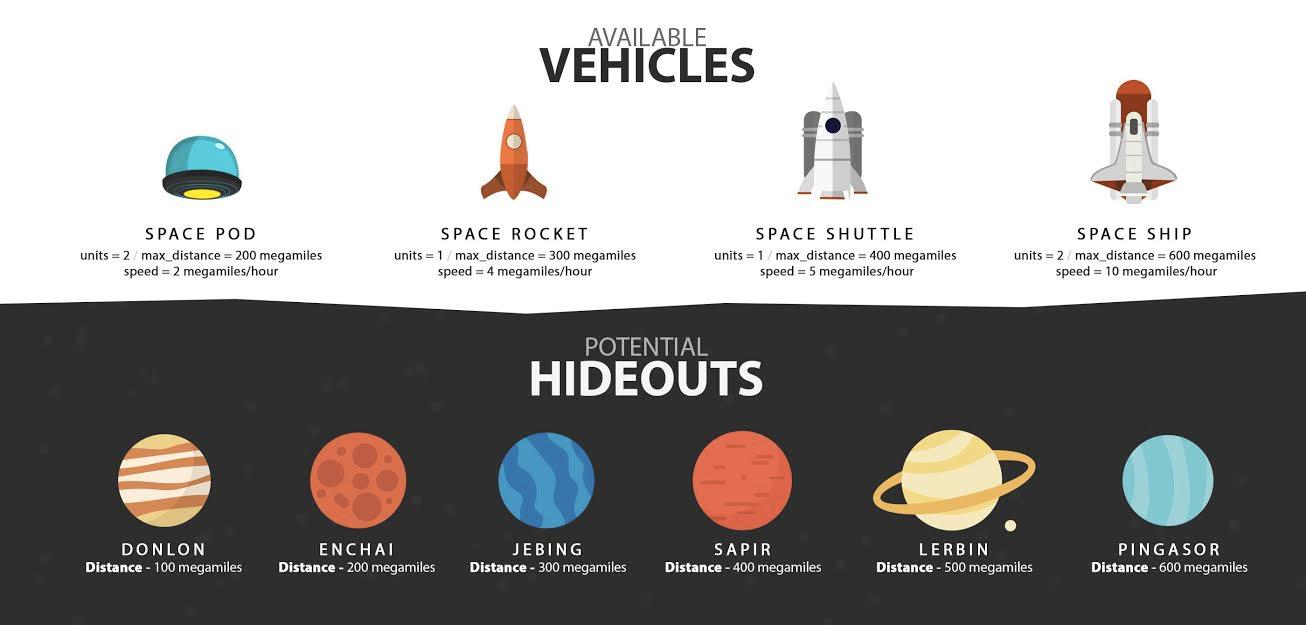 AVAILABLE
VEHICLES
SPACE POD
units = 2 / max_distance = 200 megamiles
speed = 2 megamiles/hour
SPACE ROCKET
units = 1 / max_distance = 300 megamiles
speed = 4 megamiles/hour
SPACE SHUTTLE
units = 1 / max_distance = 400 megamiles
speed = 5 megamiles/hour
SPACE SHIP
units = 2 / max_distance = 600 megamiles
speed = 10 megamiles/hour
POTENTIAL
HIDEOUTS
DONLON
Distance - 100 megamiles
ENCHAI
Distance - 200 megamiles
JEBING
Distance - 300 megamiles
SAPIR
Distance - 400 megamiles
LERBIN
Distance - 500 megamiles
PINGASOR
Distance - 600 megamiles